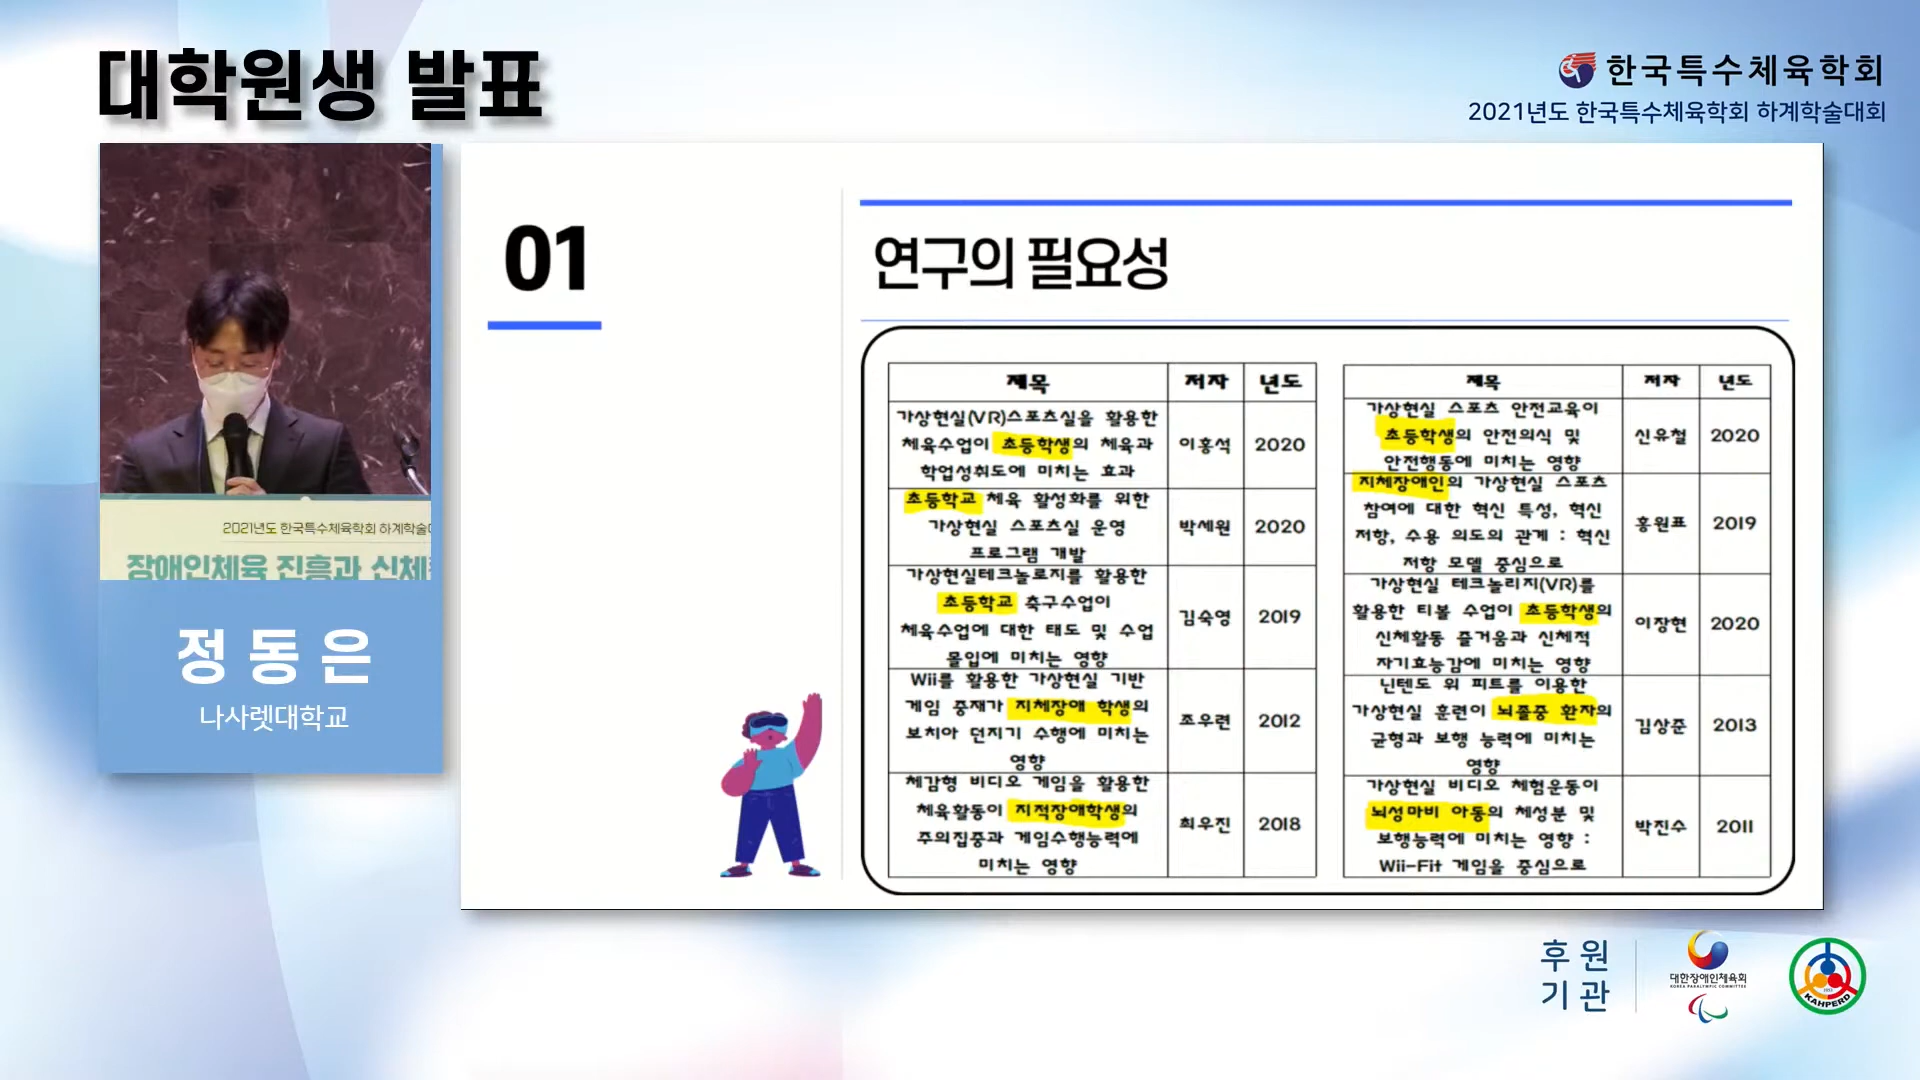 대학원생 발표
한국특수체육학회
2021년도 한국특수체육학회 하계학술대회
2021년도 한국특수체육학회 하계학술대
장애인체육 진흥과 신체
정동은
나사렛대학교
01
연구의 필요성
제목 저자 년도
가상현실(VR)스포츠실을 활용한
체육수업이 초등학생의 체육과
학업성취도에 미치는 효과
이홍석 2020
초등학교 체육 활성화를 위한
가상현실 스포츠실 운영
프로그램 개발
박세원 2020
가상현실테크놀로지를 활용한
초등학교 축구수업이
체육수업에 대한 태도 및 수업
몰입에 미치는 영향
김숙영 2019
Wii를 활용한 가상현실 기반
게임 중재가 지체장애 학생의
보치아 던지기 수행에 미치는
영향
조우련 2012
체감형 비디오 게임을 활용한
체육활동이 지적장애학생의
주의집중과 게임수행능력에
미치는 영향
최우진 2018
제목 저자 년도
가상현실 스포츠 안전교육이
초등학생의 안전의식 및
안전행동에 미치는 영향
신유철 2020
지체장애인의 가상현실 스포츠
참여에 대한 혁신 특성, 혁신
저항, 수용 의도의 관계 : 혁신
저항 모델 중심으로
홍원표 2019
가상현실 테크놀리지(VR)를
활용한 티볼 수업이 초등학생의
신체활동 즐거움과 신체적
자기효능감에 미치는 영향
이장현 2020
닌텐도 위 피트를 이용한
가상현실 훈련이 뇌졸중 환자의
균형과 보행 능력에 미치는
영향
김상준 2013
가상현실 비디오 체험운동이
뇌성마비 아동의 체성분 및
보행능력에 미치는 영향 :
Wii-Fit 게임을 중심으로
박진수 2011
후원
기관
대한장애인체육회
KOREA PARALYMPIC COMMITTEE
KAHPERD